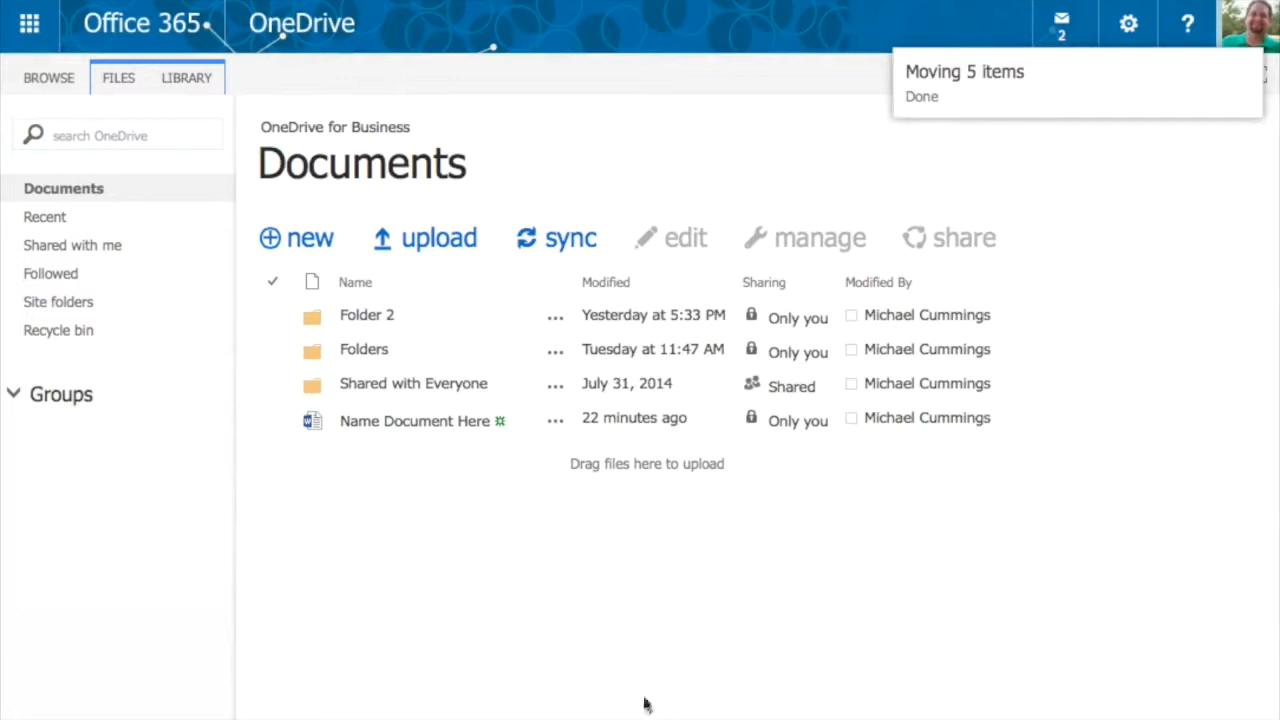 Office 365 OneDrive 2 ?
Moving 5 items
Done
BROWSE FILES LIBRARY
search OneDrive
Documents
Recent
Shared with me
Followed
Site folders
Recycle bin
Groups
OneDrive for Business
Documents
new upload sync edit manage share
Name Modified Sharing Modified By
Folder 2 ... Yesterday at 5:33 PM Only you Michael Cummings
Folders ... Tuesday at 11:47 AM Only you Michael Cummings
Shared with Everyone ... July 31, 2014 Shared Michael Cummings
Name Document Here ... 22 minutes ago Only you Michael Cummings
Drag files here to upload